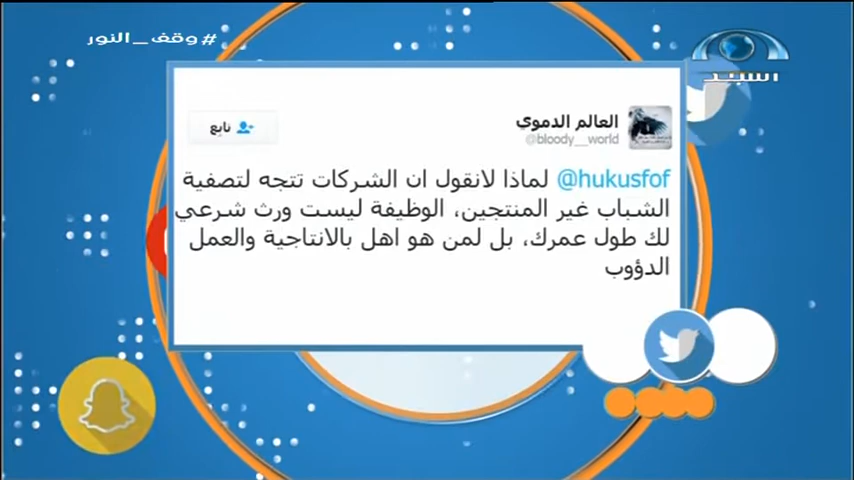 #وقف_النور
العالم الدموي
@bloody__world
تابع
@hukusfof لماذا لانقول ان الشركات تتجه لتصفية
الشباب غير المنتجين، الوظيفة ليست ورث شرعي
لك طول عمرك، بل لمن هو اهل بالانتاجية والعمل
الدؤوب